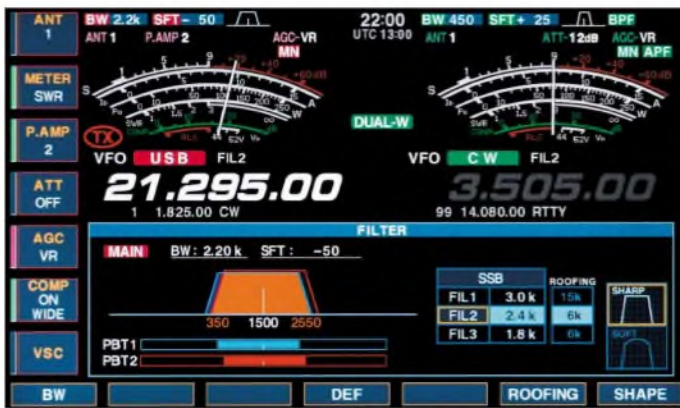 ANT
1
METER
SWR
P.AMP
2
ATT
OFF
AGC
VR
COMP
ON
WIDE
VSC
BW 2.2k SFT - 50
ANT 1 P.AMP 2 AGC-VR
MN
22:00
UTC 13:00
BW 450 SFT + 25 BPF
ANT 1 ATT-12dB AGC-VR
MN APF
TX
DUAL-W
VFO USB FIL2
21.295.00
1 1.825.00 CW
VFO CW FIL2
3.505.00
99 14.080.00 RTTY
FILTER
MAIN BW: 2.20 k SFT: -50
350 1500 2550
PBT1
PBT2
SSB ROOFING
FIL1 3.0 k 15k
FIL2 2.4 k 6k
FIL3 1.8 k 6k
SHARP
SOFT
BW DEF ROOFING SHAPE